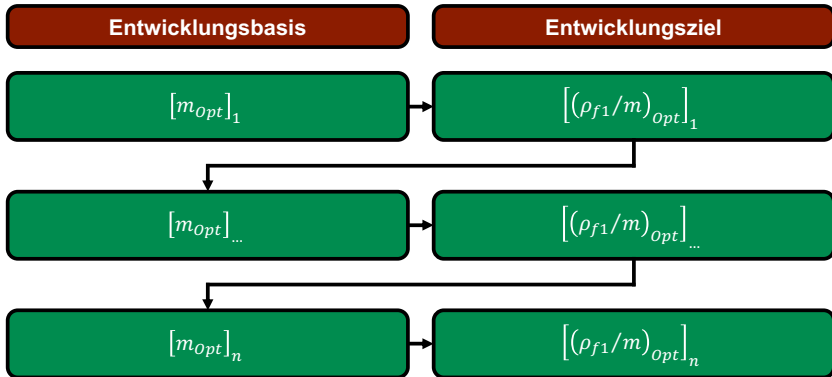 Entwicklungsbasis Entwicklungsziel
[m_Opt]_1 [(ρ_f1/m)_Opt]_1
[m_Opt]_... [(ρ_f1/m)_Opt]_...
[m_Opt]_n [(ρ_f1/m)_Opt]_n